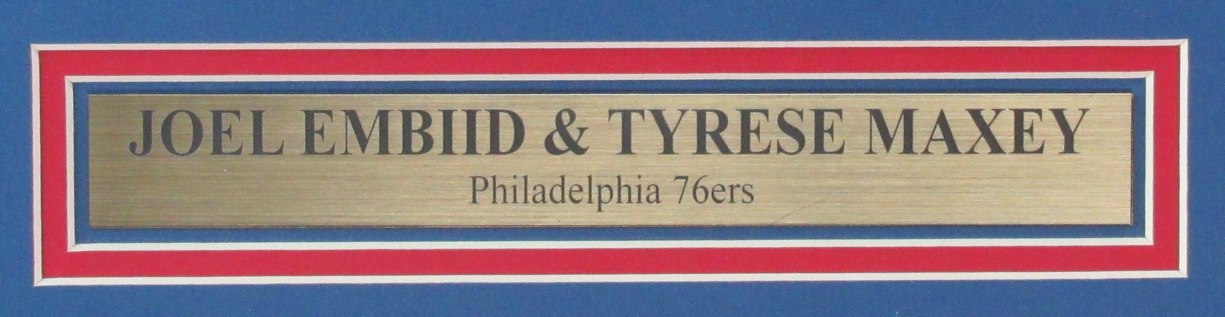 JOEL EMBIID & TYRESE MAXEY
Philadelphia 76ers